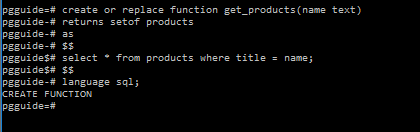 pgguide=# create or replace function get_products(name text)
pgguide-# returns setof products
pgguide-# as
pgguide-# $$
pgguide$# select * from products where title = name;
pgguide$# $$
pgguide-# language sql;
CREATE FUNCTION
pgguide=#